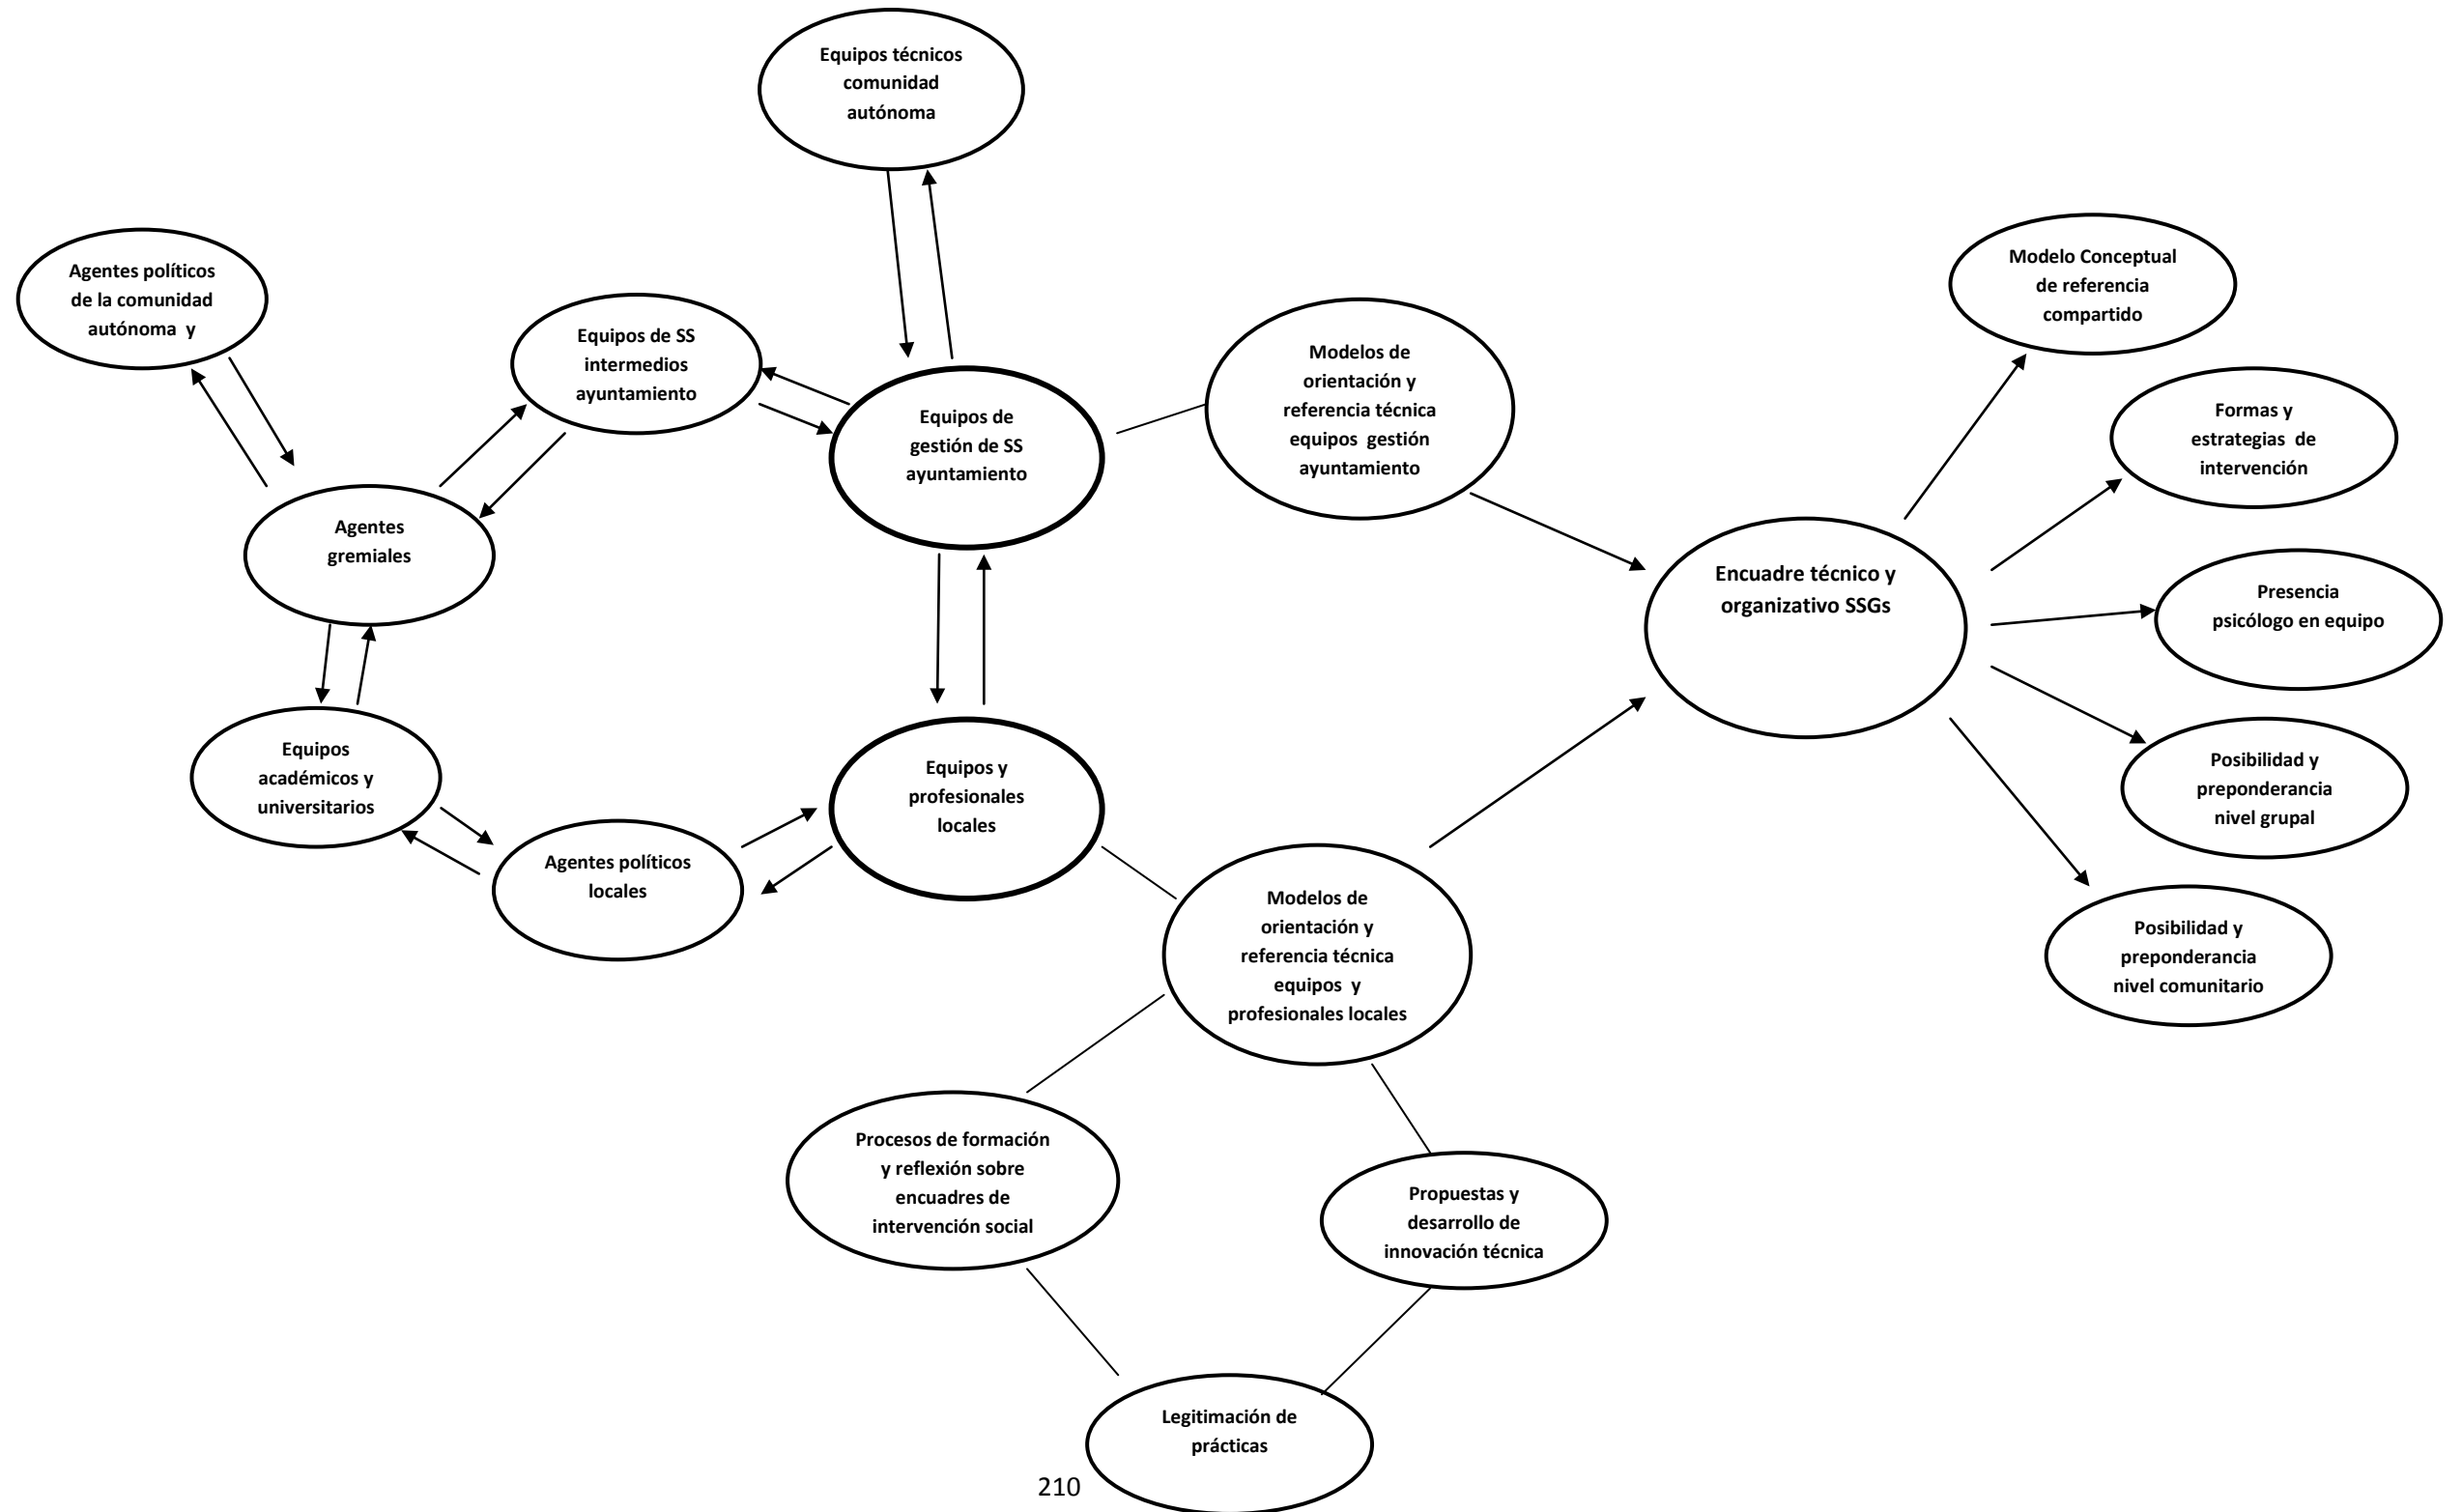 Equipos técnicos
comunidad
autónoma
Agentes políticos
de la comunidad
autónoma y
Equipos de SS
intermedios
ayuntamiento
Equipos de
gestión de SS
ayuntamiento
Modelos de
orientación y
referencia técnica
equipos gestión
ayuntamiento
Modelo Conceptual
de referencia
compartido
Formas y
estrategias de
intervención
Agentes
gremiales
Encuadre técnico y
organizativo SSGs
Presencia
psicólogo en equipo
Equipos
académicos y
universitarios
Equipos y
profesionales
locales
Posibilidad y
preponderancia
nivel grupal
Agentes políticos
locales
Modelos de
orientación y
referencia técnica
equipos y
profesionales locales
Posibilidad y
preponderancia
nivel comunitario
Procesos de formación
y reflexión sobre
encuadres de
intervención social
Propuestas y
desarrollo de
innovación técnica
Legitimación de
prácticas
210